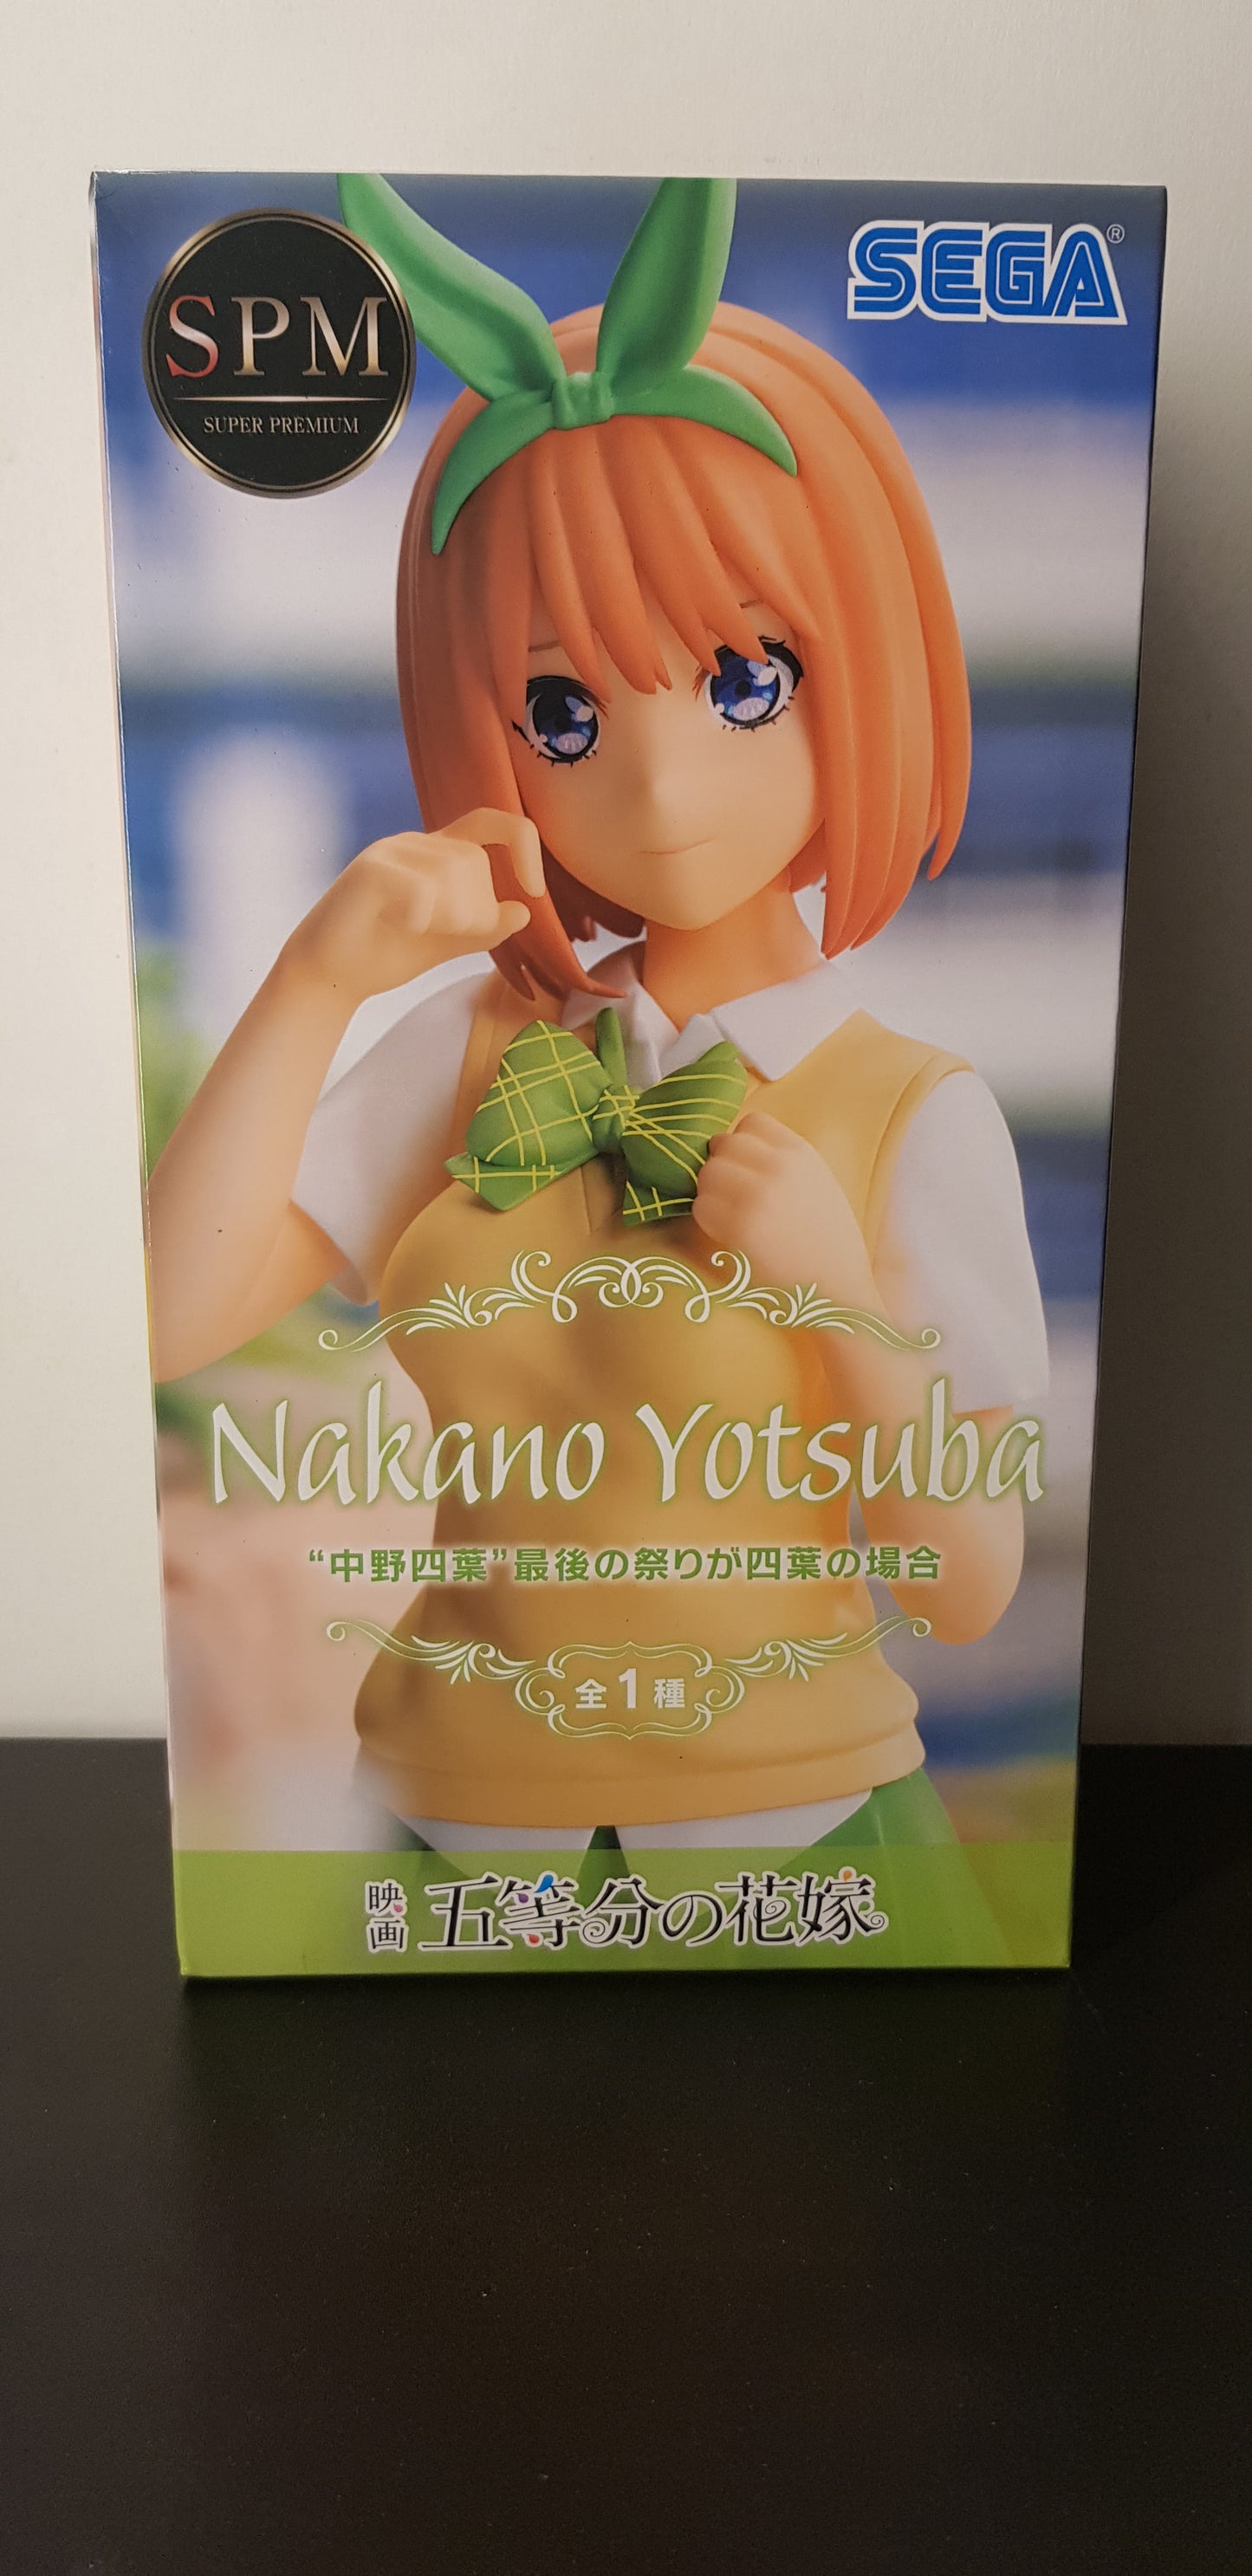 SPM
SUPER PREMIUM
SEGA®
Nakano Yotsuba
“中野四葉”最後の祭りが四葉の場合
全1種
映画 五等分の花嫁